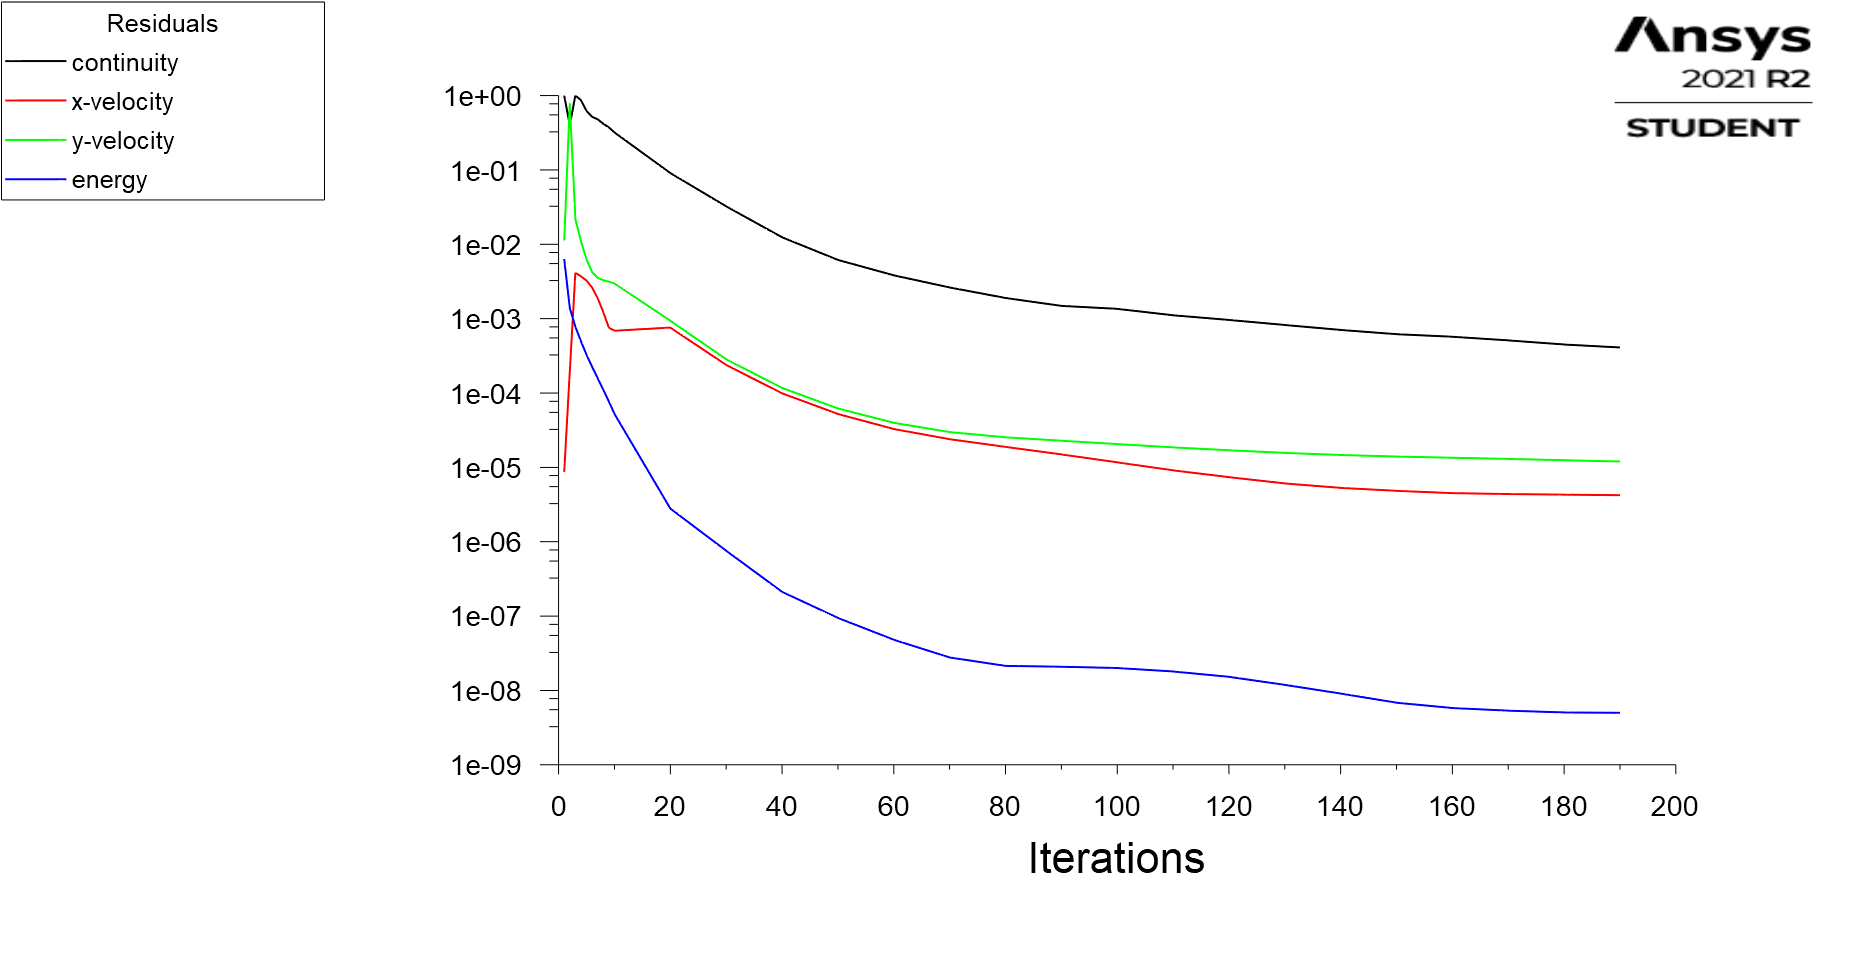 Residuals
continuity
x-velocity
y-velocity
energy
Ansys
2021 R2
STUDENT
1e+00
1e-01
1e-02
1e-03
1e-04
1e-05
1e-06
1e-07
1e-08
1e-09
0 20 40 60 80 100 120 140 160 180 200
Iterations